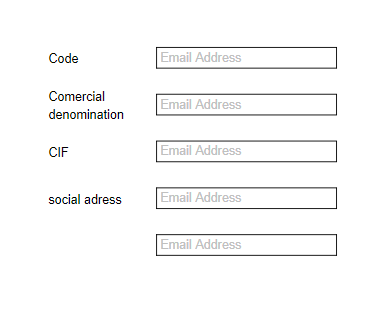 Code Email Address
Comercial
denomination Email Address
CIF Email Address
social adress Email Address
Email Address